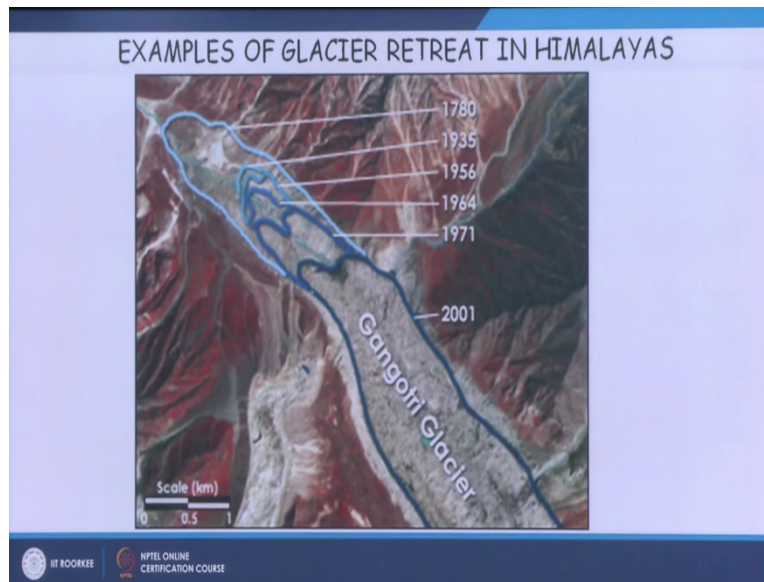 EXAMPLES OF GLACIER RETREAT IN HIMALAYAS
1780
1935
1956
1964
1971
2001
Gangotri Glacier
Scale (km)
0 0.5 1
IIT ROORKEE
NPTEL ONLINE
CERTIFICATION COURSE